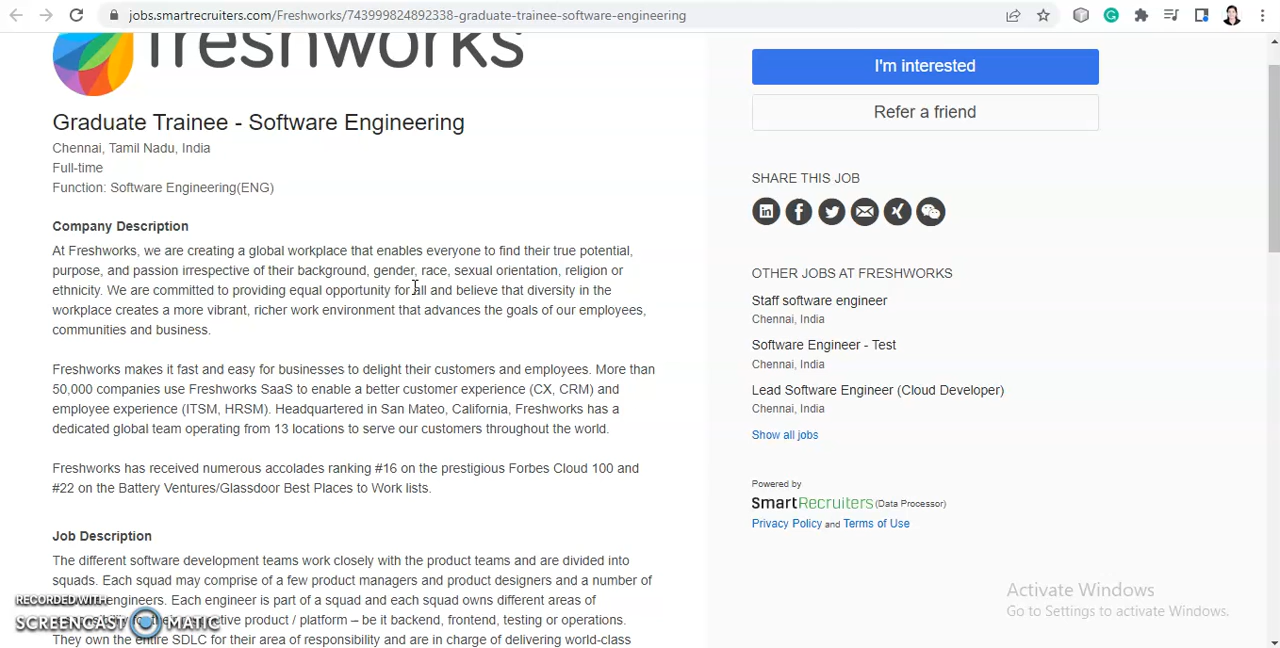 jobs.smartrecruiters.com/Freshworks/743999824892338-graduate-trainee-software-engineering
freshworks
I'm interested
Refer a friend
Graduate Trainee - Software Engineering
Chennai, Tamil Nadu, India
Full-time
Function: Software Engineering(ENG)
Company Description
At Freshworks, we are creating a global workplace that enables everyone to find their true potential,
purpose, and passion irrespective of their background, gender, race, sexual orientation, religion or
ethnicity. We are committed to providing equal opportunity for all and believe that diversity in the
workplace creates a more vibrant, richer work environment that advances the goals of our employees,
communities and business.
Freshworks makes it fast and easy for businesses to delight their customers and employees. More than
50,000 companies use Freshworks SaaS to enable a better customer experience (CX, CRM) and
employee experience (ITSM, HRSM). Headquartered in San Mateo, California, Freshworks has a
dedicated global team operating from 13 locations to serve our customers throughout the world.
Freshworks has received numerous accolades ranking #16 on the prestigious Forbes Cloud 100 and
#22 on the Battery Ventures/Glassdoor Best Places to Work lists.
Job Description
The different software development teams work closely with the product teams and are divided into
squads. Each squad may comprise of a few product managers and product designers and a number of
engineers. Each engineer is part of a squad and each squad owns different areas of
product / platform – be it backend, frontend, testing or operations.
They own the entire SDLC for their area of responsibility and are in charge of delivering world-class
SHARE THIS JOB
OTHER JOBS AT FRESHWORKS
Staff software engineer
Chennai, India
Software Engineer - Test
Chennai, India
Lead Software Engineer (Cloud Developer)
Chennai, India
Show all jobs
Powered by
SmartRecruiters (Data Processor)
Privacy Policy and Terms of Use
Activate Windows
Go to Settings to activate Windows.
RECORDED WITH
SCREENCAST MATIC